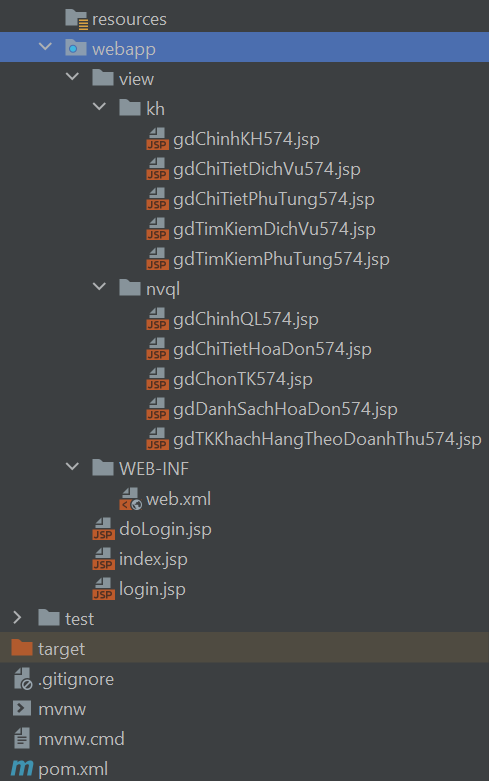 resources
webapp
view
kh
gdChinhKH574.jsp
gdChiTietDichVu574.jsp
gdChiTietPhuTung574.jsp
gdTimKiemDichVu574.jsp
gdTimKiemPhuTung574.jsp
nvql
gdChinhQL574.jsp
gdChiTietHoaDon574.jsp
gdChonTK574.jsp
gdDanhSachHoaDon574.jsp
gdTKKhachHangTheoDoanhThu574.jsp
WEB-INF
web.xml
doLogin.jsp
index.jsp
login.jsp
test
target
.gitignore
mvnw
mvnw.cmd
pom.xml